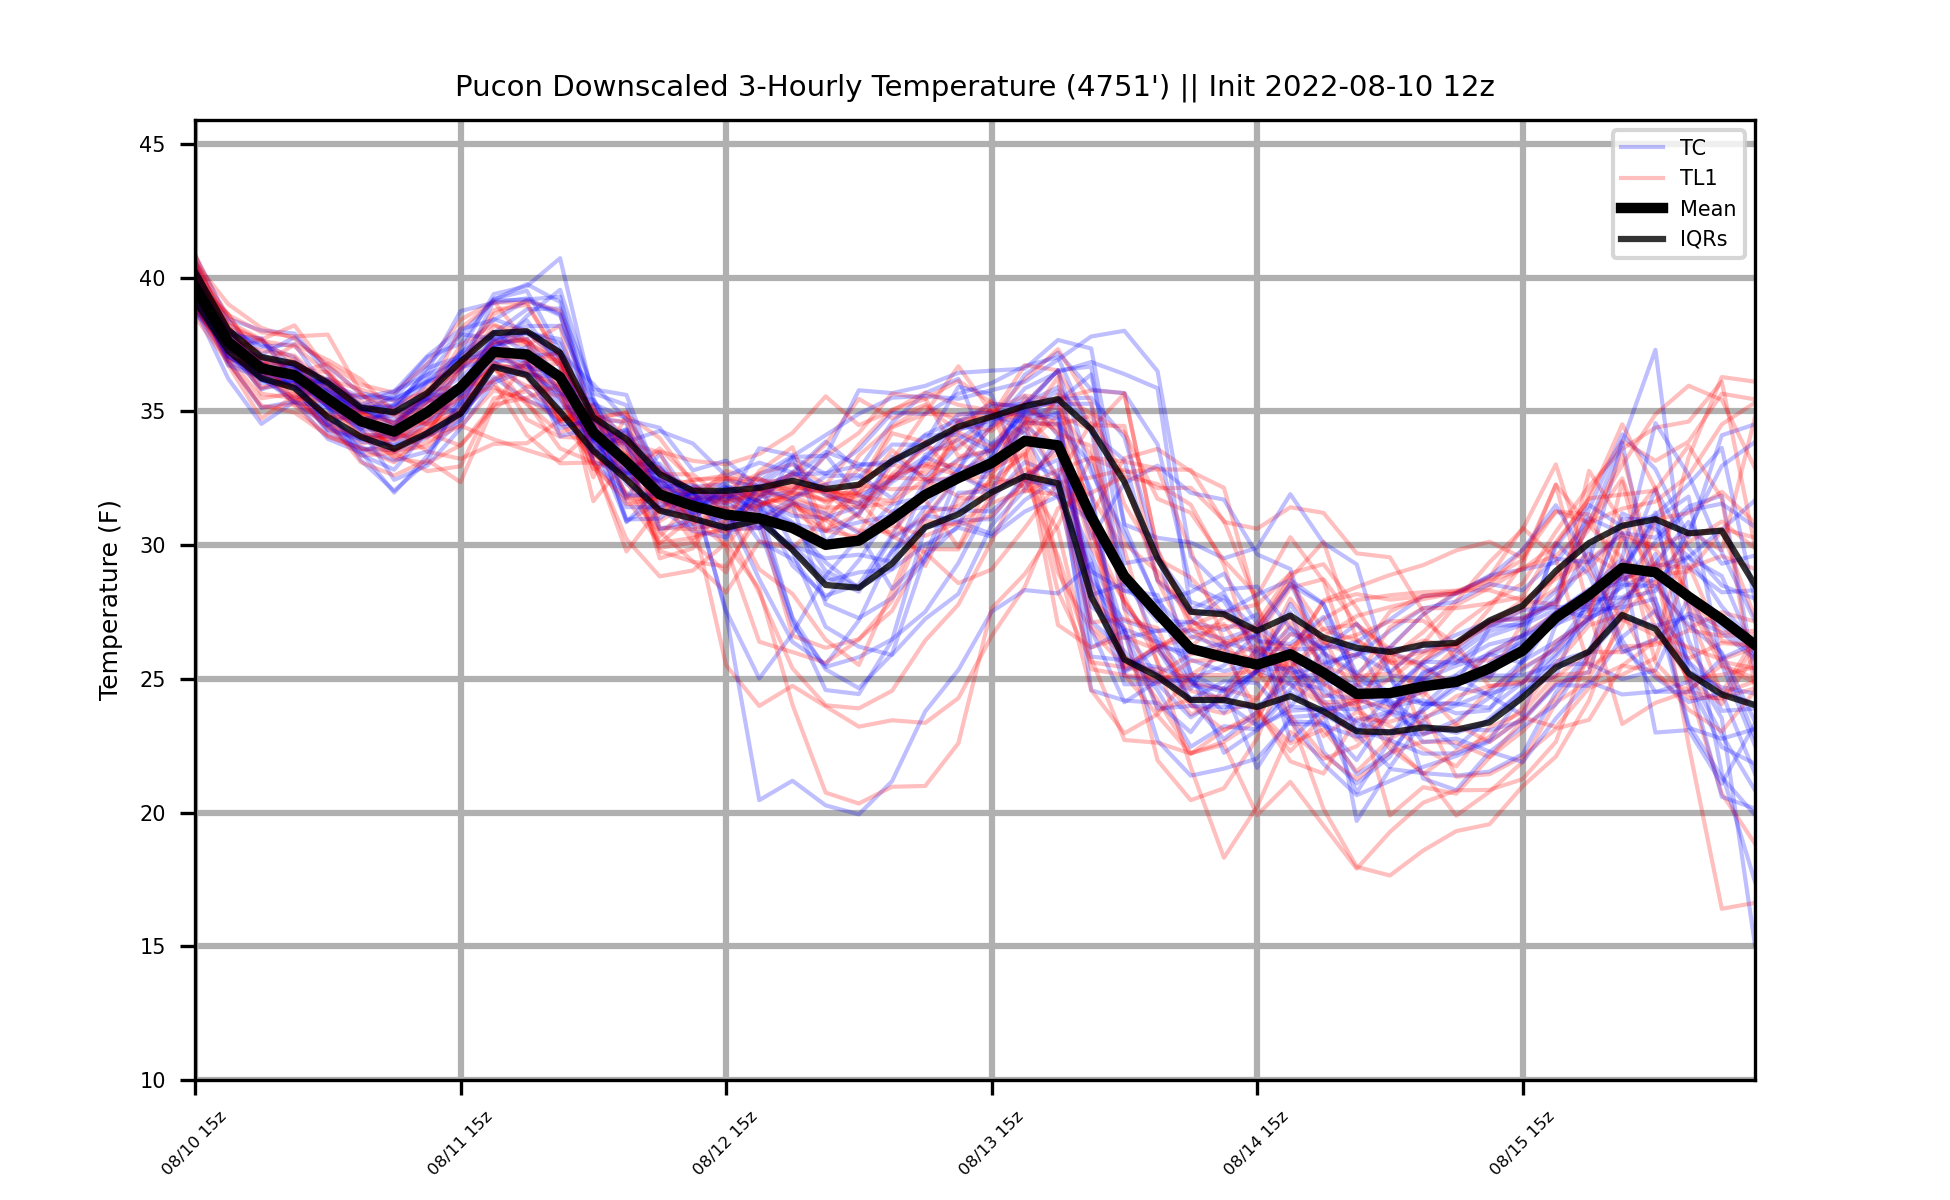 Pucon Downscaled 3-Hourly Temperature (4751') || Init 2022-08-10 12z
TC
TL1
Mean
IQRs
Temperature (F)
45
40
35
30
25
20
15
10
08/10 15z
08/11 15z
08/12 15z
08/13 15z
08/14 15z
08/15 15z